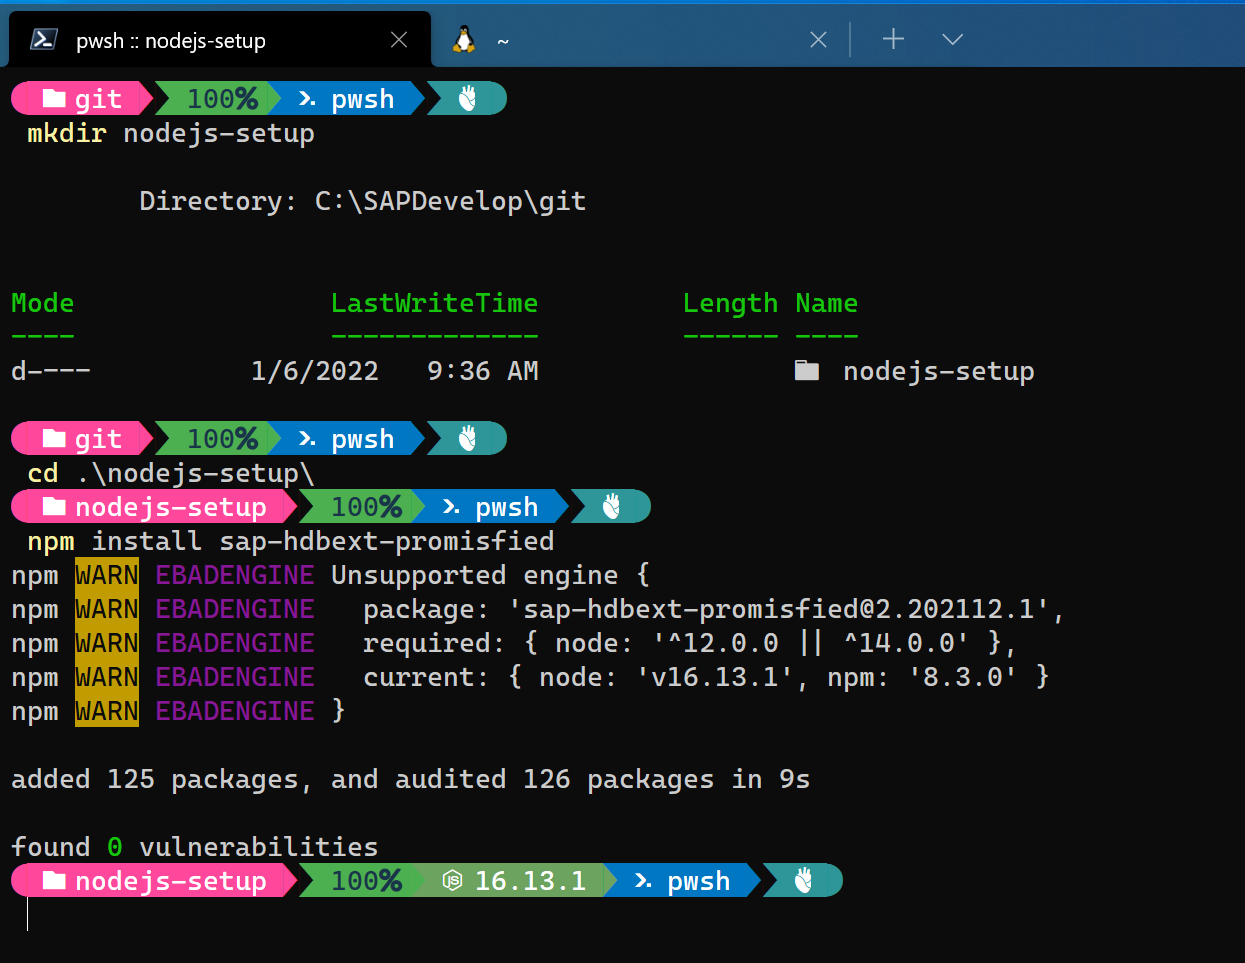 pwsh :: nodejs-setup
~
git 100% pwsh
mkdir nodejs-setup
Directory: C:\SAPDevelop\git
Mode LastWriteTime Length Name
---- ------------- ------ ----
d---- 1/6/2022 9:36 AM nodejs-setup
git 100% pwsh
cd .\nodejs-setup\
nodejs-setup 100% pwsh
npm install sap-hdbext-promisfied
npm WARN EBADENGINE Unsupported engine {
npm WARN EBADENGINE   package: 'sap-hdbext-promisfied@2.202112.1',
npm WARN EBADENGINE   required: { node: '^12.0.0 || ^14.0.0' },
npm WARN EBADENGINE   current: { node: 'v16.13.1', npm: '8.3.0' }
npm WARN EBADENGINE }
added 125 packages, and audited 126 packages in 9s
found 0 vulnerabilities
nodejs-setup 100% 16.13.1 pwsh